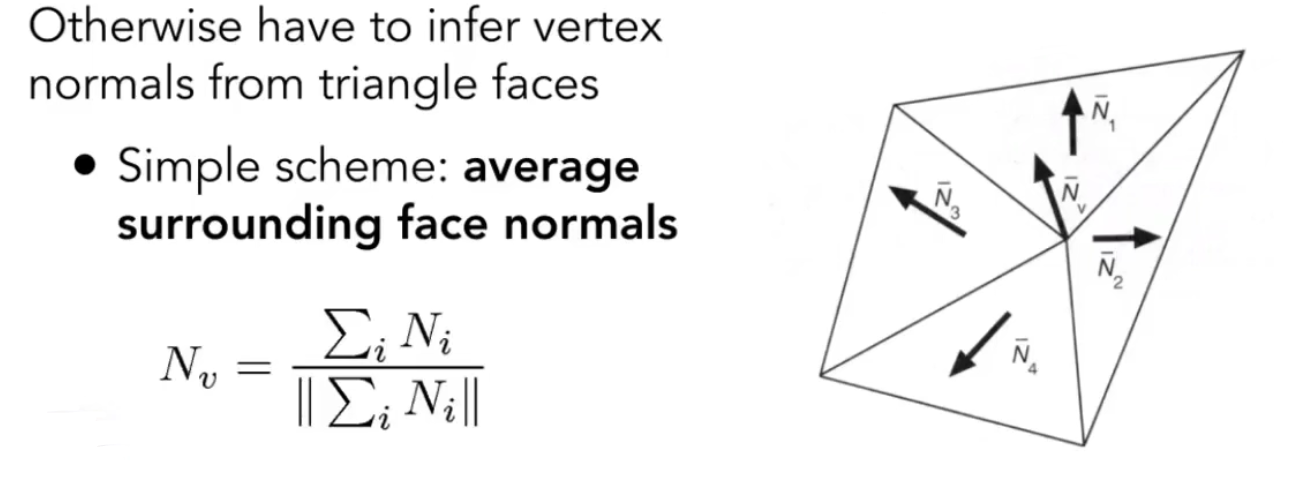 Otherwise have to infer vertex
normals from triangle faces
• Simple scheme: average
surrounding face normals
N_v = ∑_i N_i / ‖∑_i N_i‖
N̄_1
N̄_v
N̄_3
N̄_2
N̄_4